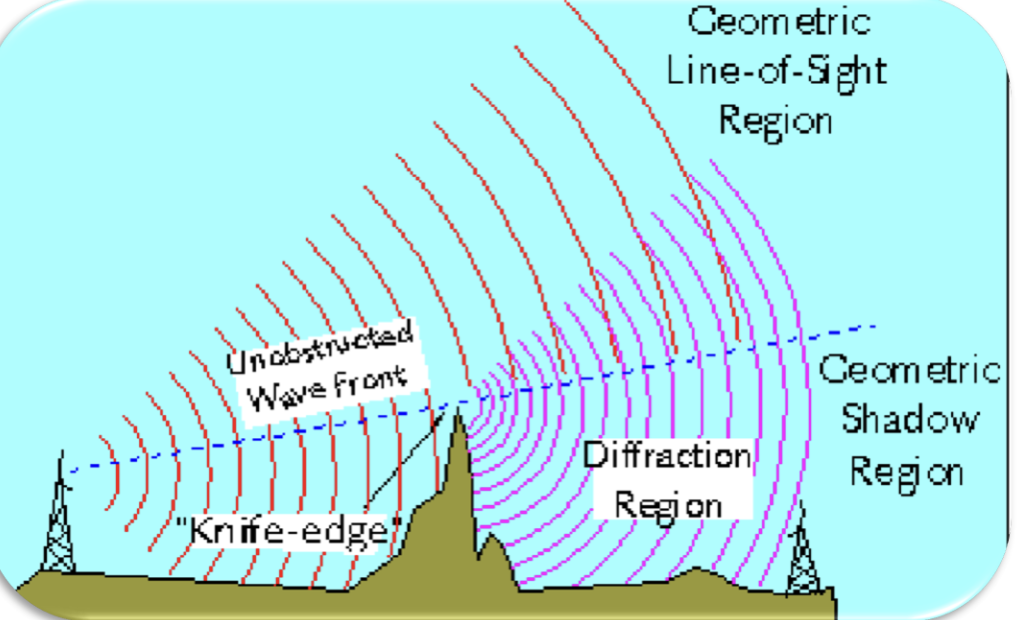 Geometric
Line-of-Sight
Region
Unobstructed
Wave front
"Knife-edge"
Diffraction
Region
Geometric
Shadow
Region